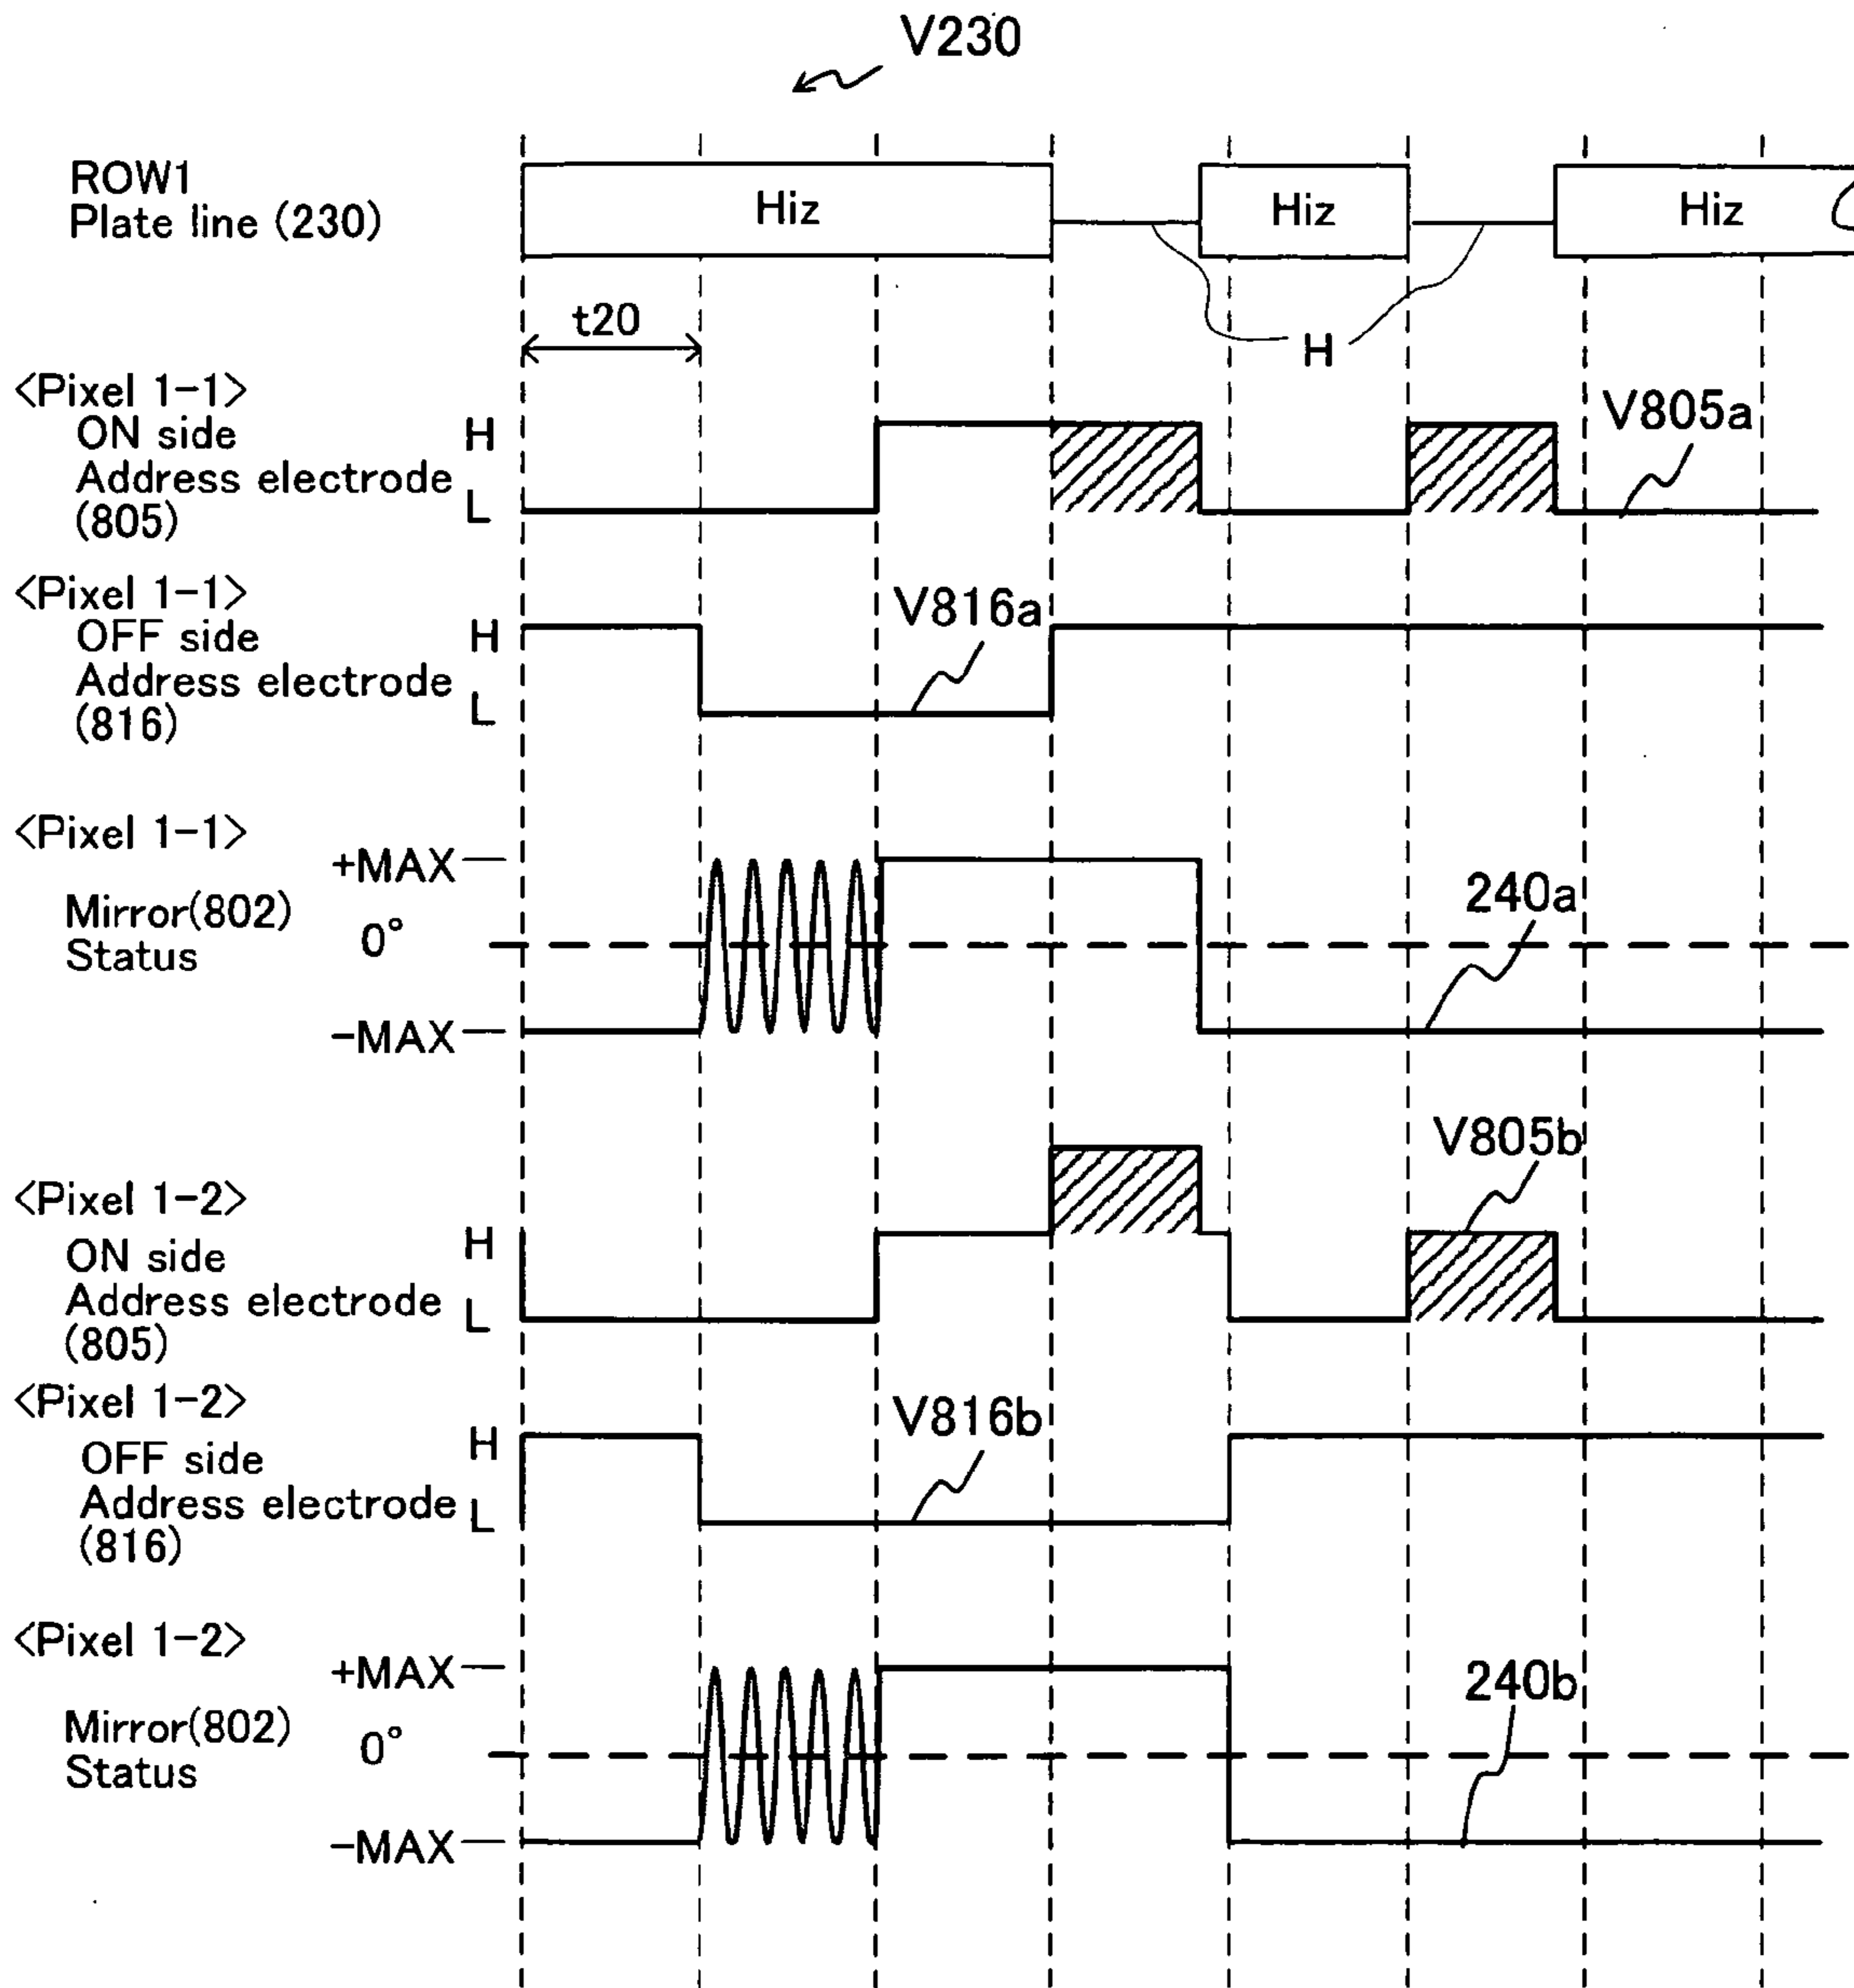 V230
ROW1
Plate line (230)
Hiz
Hiz
Hiz
t20
H
<Pixel 1-1>
ON side
Address electrode
(805)
H
L
V805a
<Pixel 1-1>
OFF side
Address electrode
(816)
H
L
V816a
<Pixel 1-1>
Mirror(802)
Status
+MAX
0°
-MAX
240a
<Pixel 1-2>
ON side
Address electrode
(805)
H
L
V805b
<Pixel 1-2>
OFF side
Address electrode
(816)
H
L
V816b
<Pixel 1-2>
Mirror(802)
Status
+MAX
0°
-MAX
240b